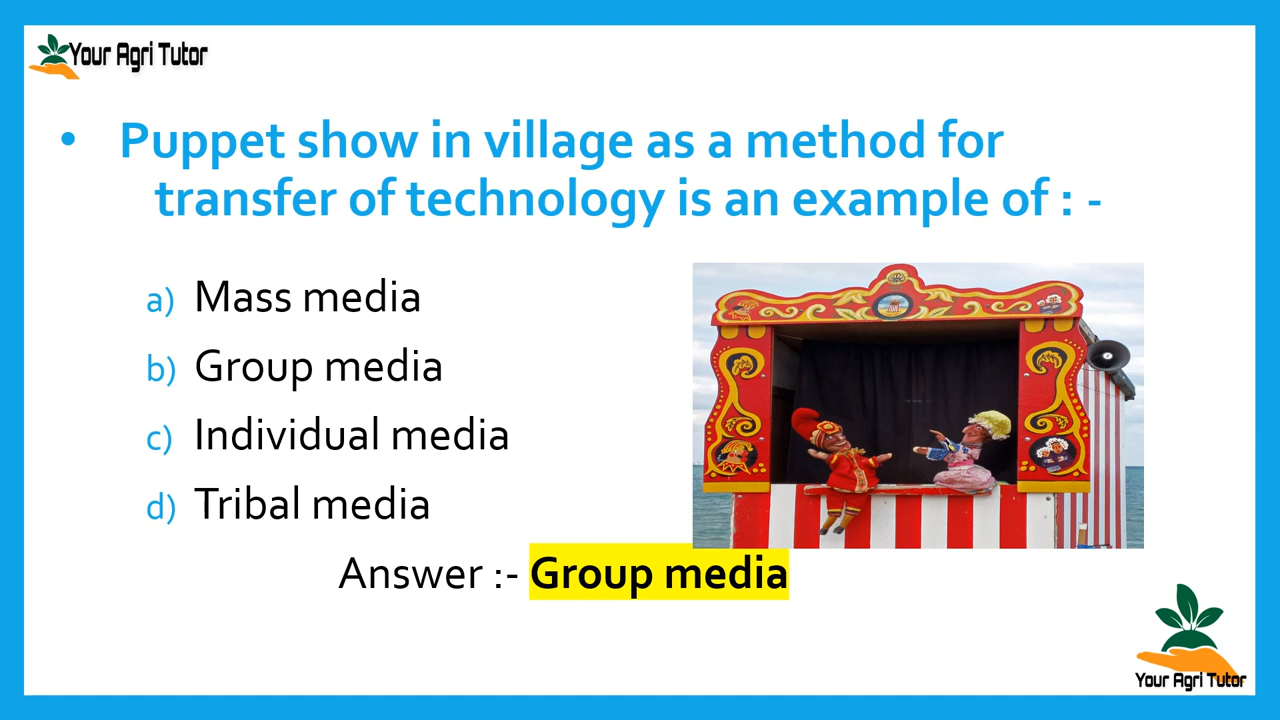 Your Agri Tutor
• Puppet show in village as a method for
transfer of technology is an example of : -
a) Mass media
b) Group media
c) Individual media
d) Tribal media
Answer :- Group media
Your Agri Tutor